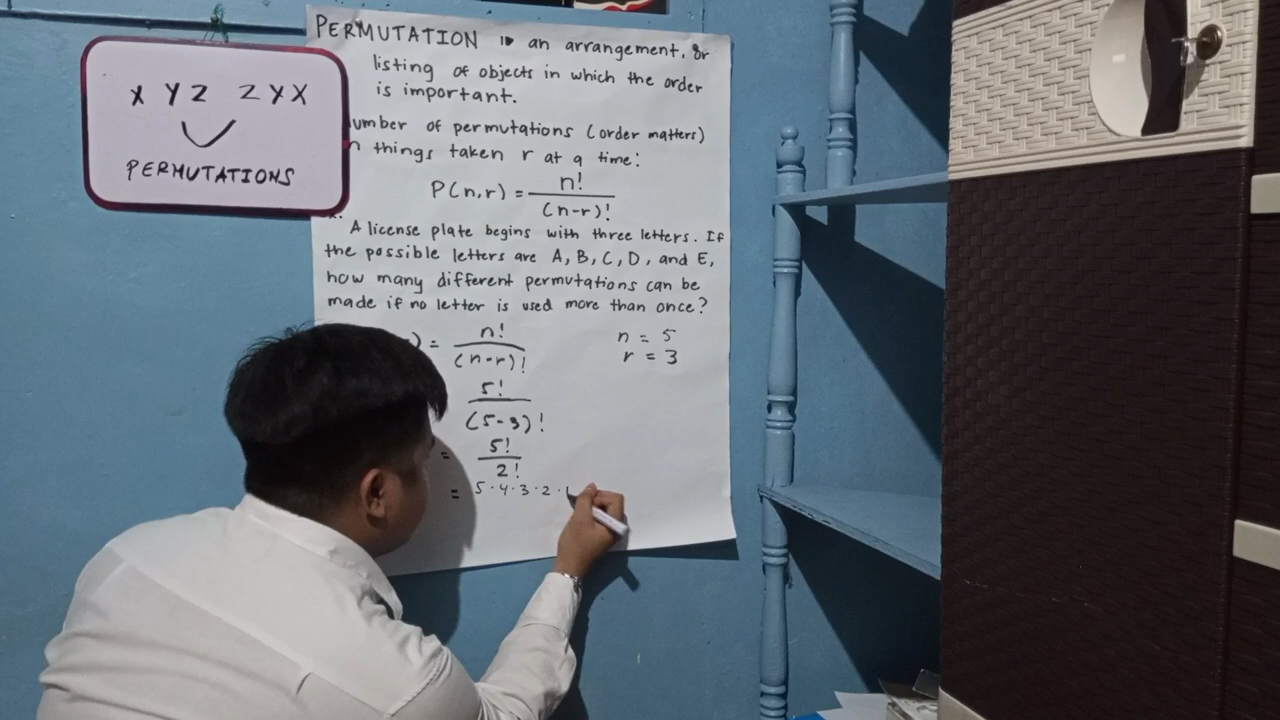 X Y Z Z Y X
PERMUTATIONS
PERMUTATION is an arrangement, or
listing of objects in which the order
is important.
umber of permutations (order matters)
n things taken r at a time:
P(n,r) = n!
(n-r)!
A license plate begins with three letters. If
the possible letters are A, B, C, D, and E,
how many different permutations can be
made if no letter is used more than once?
) = n!
(n-r)!
n = 5
r = 3
5!
(5-3)!
= 5!
2!
= 5·4·3·2·1